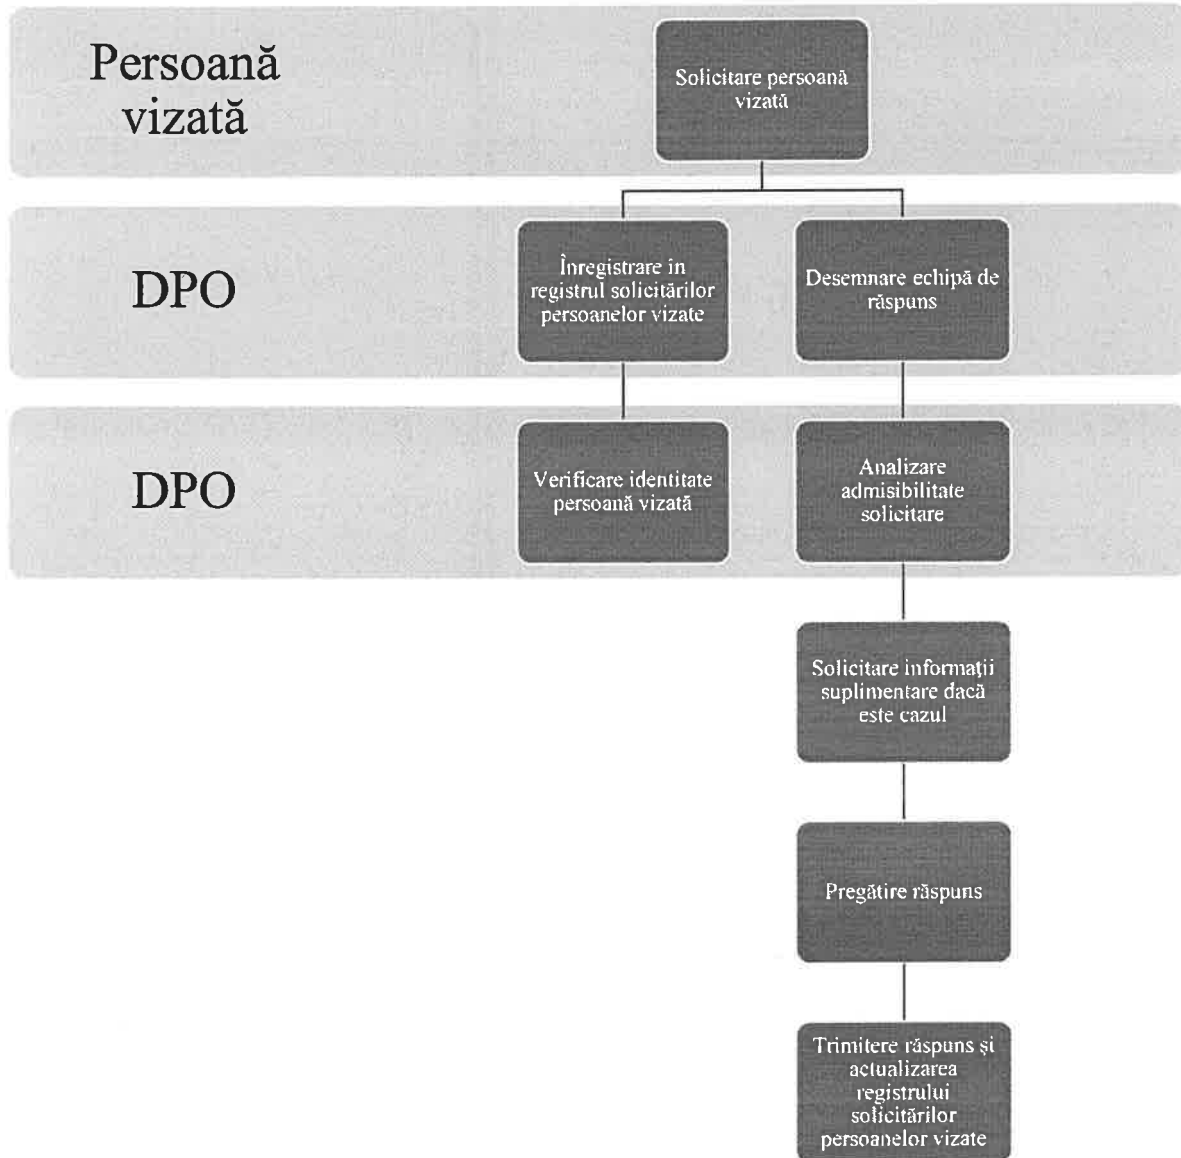 Persoană
vizată
Solicitare persoană
vizată
DPO
Înregistrare in
registrul solicitărilor
persoanelor vizate
Desemnare echipă de
răspuns
DPO
Verificare identitate
persoană vizată
Analizare
admisibilitate
solicitare
Solicitare informații
suplimentare dacă
este cazul
Pregătire răspuns
Trimitere răspuns și
actualizarea
registrului
solicitărilor
persoanelor vizate